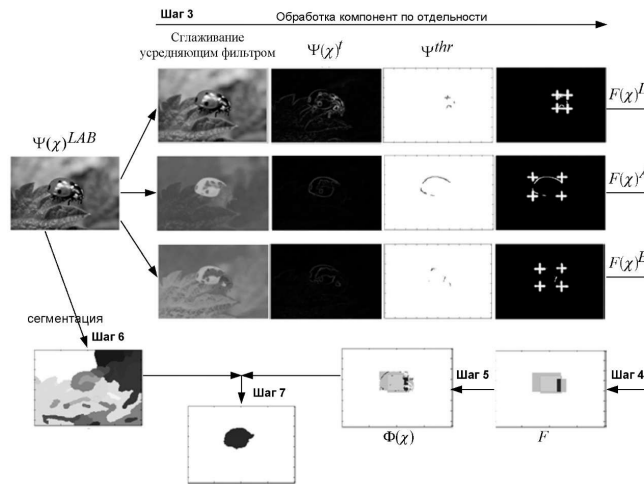 Шаг 3 Обработка компонент по отдельности
Сглаживание
усредняющим фильтром
Ψ(χ)^t
Ψ^thr
Ψ(χ)^LAB
F(χ)^L
F(χ)^A
F(χ)^B
сегментация
Шаг 6
Шаг 7
Шаг 5
Шаг 4
Φ(χ)
F